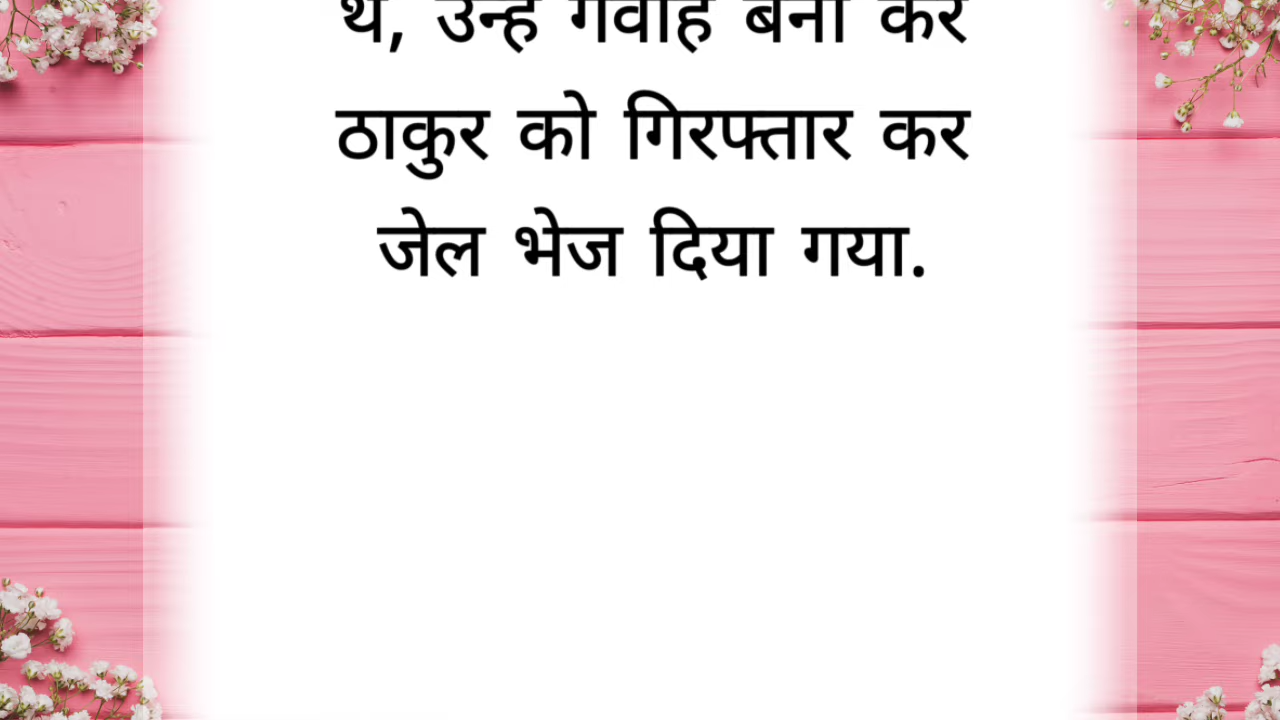 थे, उन्हें गवाह बना कर
ठाकुर को गिरफ्तार कर
जेल भेज दिया गया.